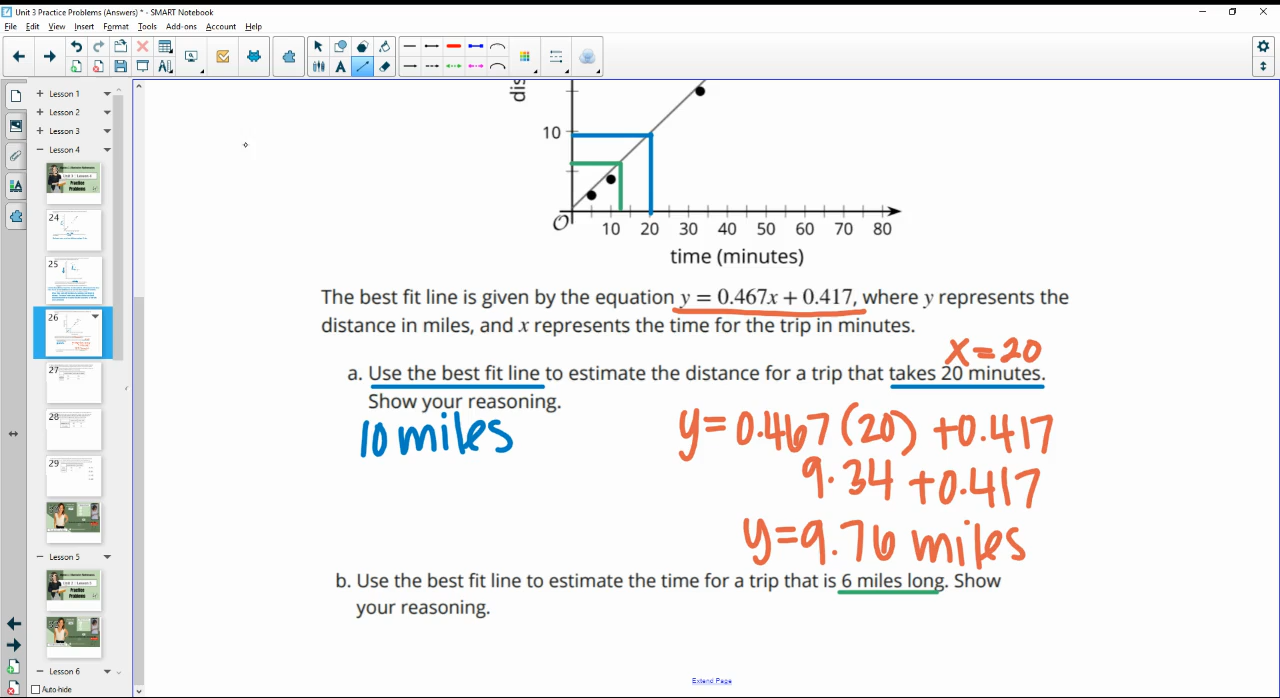 Unit 3 Practice Problems (Answers) * - SMART Notebook
File Edit View Insert Format Tools Add-ons Account Help
Lesson 1
Lesson 2
Lesson 3
Lesson 4
24
25
26
27
28
29
Lesson 5
Lesson 6
Auto-hide
dis
10
O
10 20 30 40 50 60 70 80
time (minutes)
The best fit line is given by the equation y = 0.467x + 0.417, where y represents the
distance in miles, and x represents the time for the trip in minutes.
x=20
a. Use the best fit line to estimate the distance for a trip that takes 20 minutes.
Show your reasoning.
10 miles
y=0.467(20) +0.417
9.34 +0.417
y=9.76 miles
b. Use the best fit line to estimate the time for a trip that is 6 miles long. Show
your reasoning.
Extend Page